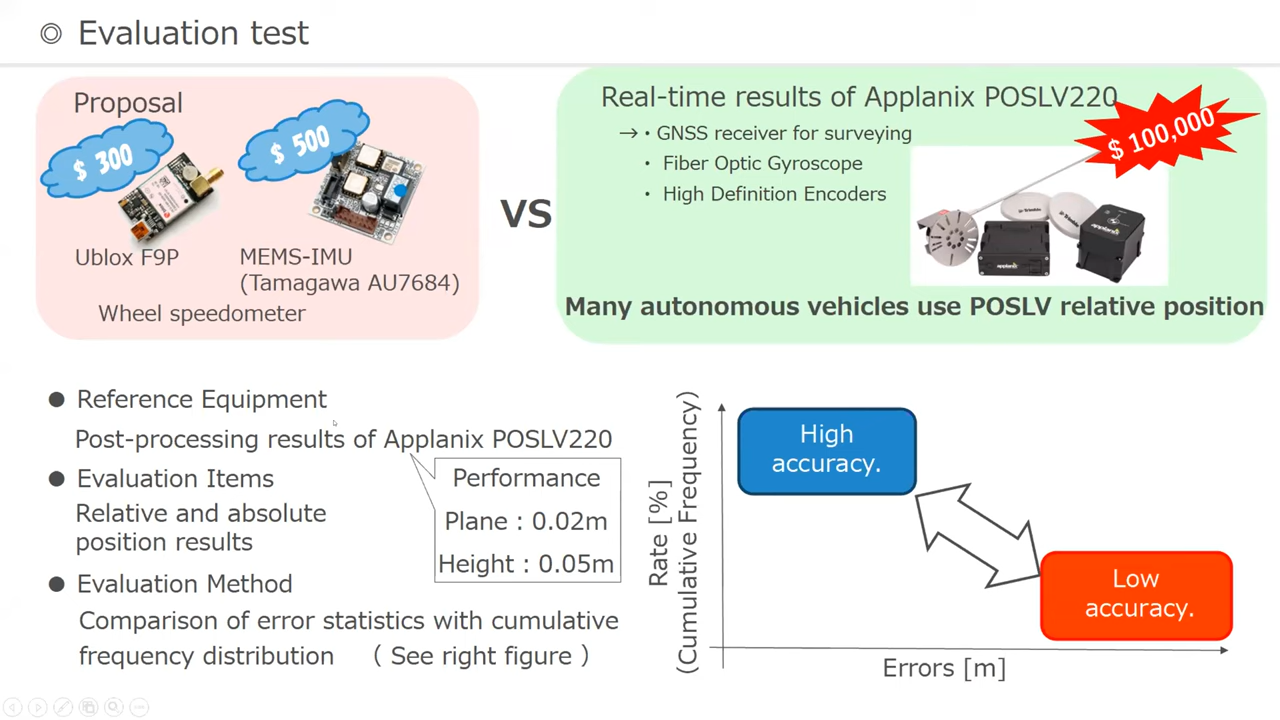 ◎ Evaluation test
Proposal
$ 300
$ 500
Ublox F9P
MEMS-IMU
(Tamagawa AU7684)
Wheel speedometer
VS
Real-time results of Applanix POSLV220
→・GNSS receiver for surveying
・ Fiber Optic Gyroscope
・ High Definition Encoders
$ 100,000
Trimble
Trimble
applanix
applanix
Many autonomous vehicles use POSLV relative position
● Reference Equipment
Post-processing results of Applanix POSLV220
● Evaluation Items
Relative and absolute
position results
Performance
Plane : 0.02m
Height : 0.05m
● Evaluation Method
Comparison of error statistics with cumulative
frequency distribution ( See right figure )
Rate [%]
(Cumulative Frequency)
High
accuracy.
Low
accuracy.
Errors [m]